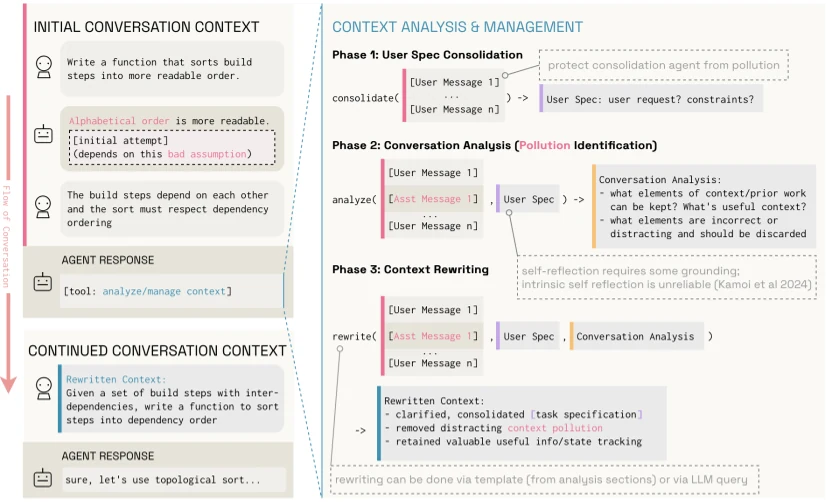 INITIAL CONVERSATION CONTEXT
Write a function that sorts build
steps into more readable order.
Alphabetical order is more readable.
[initial attempt]
(depends on this bad assumption)
The build steps depend on each other
and the sort must respect dependency
ordering
AGENT RESPONSE
[tool: analyze/manage context]
Flow of Conversation
CONTINUED CONVERSATION CONTEXT
Rewritten Context:
Given a set of build steps with inter-
dependencies, write a function to sort
steps into dependency order
AGENT RESPONSE
sure, let's use topological sort...
CONTEXT ANALYSIS & MANAGEMENT
Phase 1: User Spec Consolidation
protect consolidation agent from pollution
[User Message 1]
...
consolidate( ) -> User Spec: user request? constraints?
[User Message n]
Phase 2: Conversation Analysis (Pollution Identification)
[User Message 1]
analyze( [Asst Message 1] , User Spec ) ->
...
[User Message n]
Conversation Analysis:
- what elements of context/prior work
can be kept? What's useful context?
- what elements are incorrect or
distracting and should be discarded
self-reflection requires some grounding;
intrinsic self reflection is unreliable (Kamoi et al 2024)
Phase 3: Context Rewriting
[User Message 1]
rewrite( [Asst Message 1] , User Spec , Conversation Analysis )
...
[User Message n]
->
Rewritten Context:
- clarified, consolidated [task specification]
- removed distracting context pollution
- retained valuable useful info/state tracking
rewriting can be done via template (from analysis sections) or via LLM query